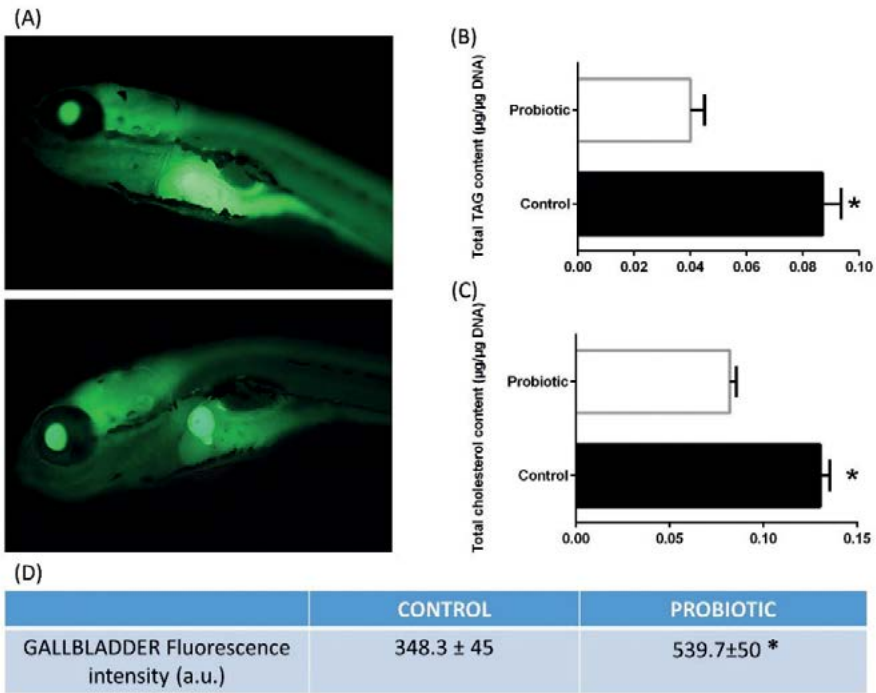 (A)
(B)
Total TAG content (µg/µg DNA)
Probiotic
Control
*
0.00 0.02 0.04 0.06 0.08 0.10
(C)
Total cholesterol content (µg/µg DNA)
Probiotic
Control
*
0.00 0.05 0.10 0.15
(D)
CONTROL PROBIOTIC
GALLBLADDER Fluorescence 348.3 ± 45 539.7±50 *
intensity (a.u.)